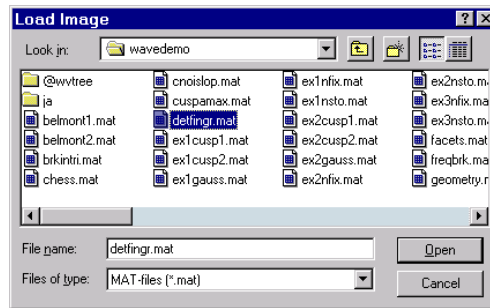 Load Image
Look in: wavedemo
@wvtree cnoislop.mat ex1nfix.mat ex2nsto.m
ja cuspamax.mat ex1nsto.mat ex3nfix.ma
belmont1.mat detfingr.mat ex2cusp1.mat ex3nsto.m
belmont2.mat ex1cusp1.mat ex2cusp2.mat facets.mat
brkintri.mat ex1cusp2.mat ex2gauss.mat freqbrk.ma
chess.mat ex1gauss.mat ex2nfix.mat geometry.r
File name: detfingr.mat Open
Files of type: MAT-files (*.mat) Cancel